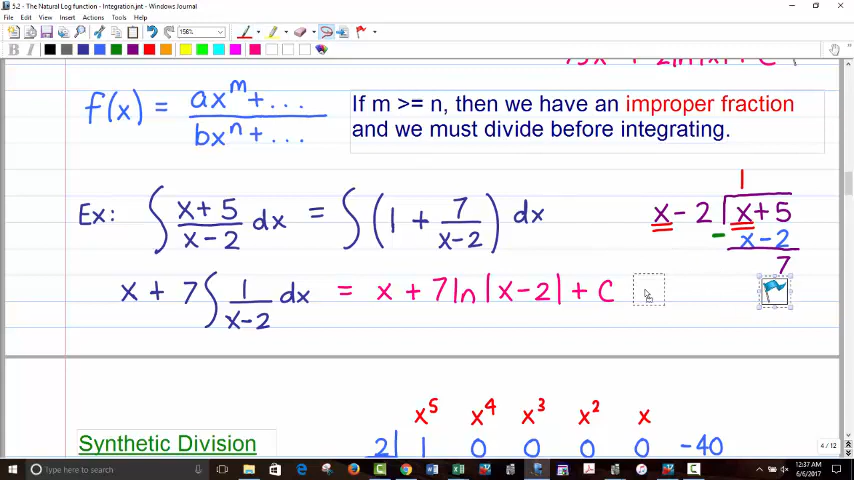 5.2 - The Natural Log function - Integration.jnt - Windows Journal
File Edit View Insert Actions Tools Help
156%
B I
f(x) = ax^m + ... / bx^n + ...
If m >= n, then we have an improper fraction
and we must divide before integrating.
Ex: ∫ x+5 / x-2 dx = ∫ (1 + 7 / x-2) dx
1
x - 2 x + 5
- x - 2
7
x + 7 ∫ 1 / x-2 dx = x + 7 ln |x-2| + C
x^5 x^4 x^3 x^2 x
Synthetic Division
2 1 0 0 0 0 -40
4 / 12
Type here to search
12:37 AM
6/6/2017